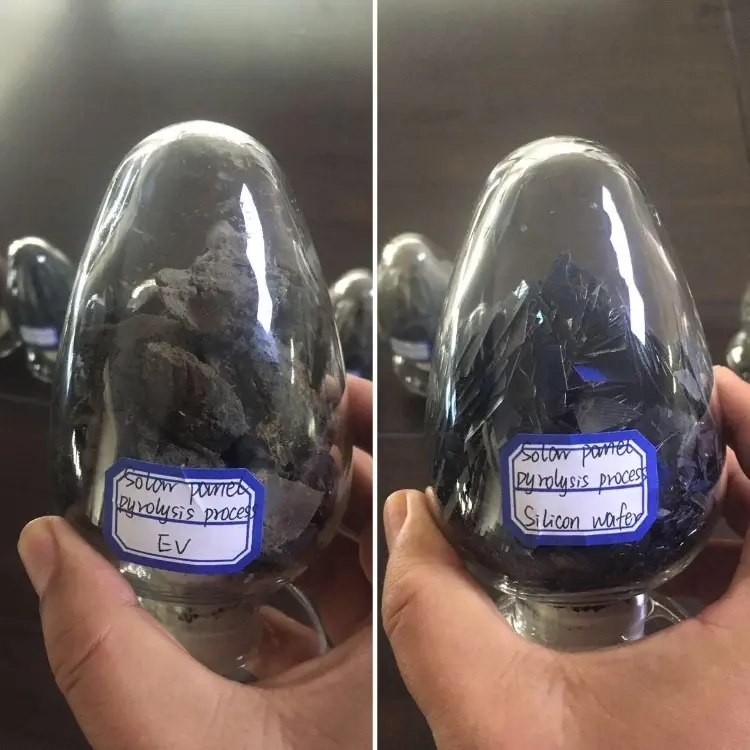 Solar panel
pyrolysis process
EV
Solar panel
pyrolysis process
Silicon wafer